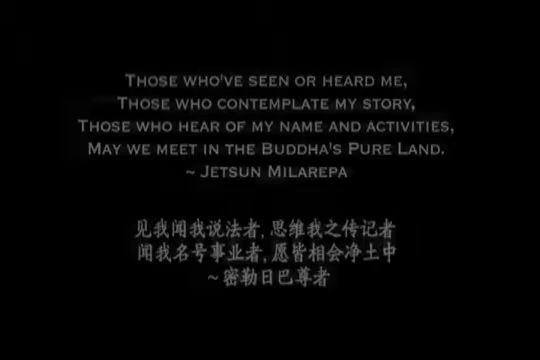 THOSE WHO'VE SEEN OR HEARD ME,
THOSE WHO CONTEMPLATE MY STORY,
THOSE WHO HEAR OF MY NAME AND ACTIVITIES,
MAY WE MEET IN THE BUDDHA'S PURE LAND.
~ JETSUN MILAREPA
见我闻我说法者, 思维我之传记者
闻我名号事业者, 愿皆相会净土中
~ 密勒日巴尊者